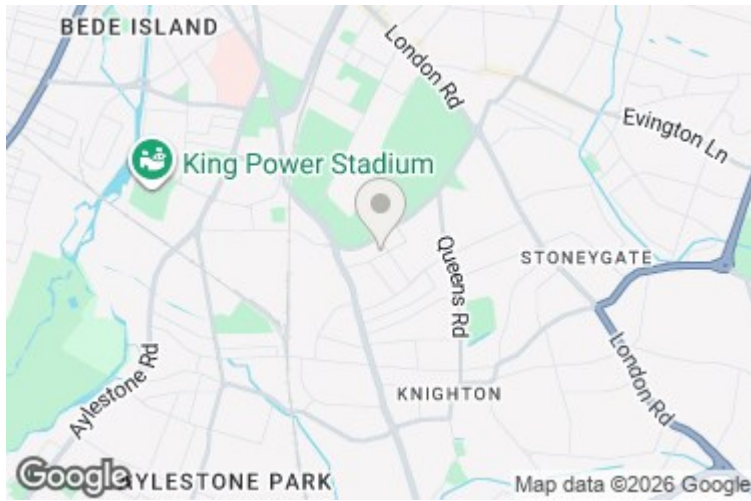 BEDE ISLAND
London Rd
Evington Ln
King Power Stadium
Queens Rd
STONEYGATE
London Rd
Aylestone Rd
KNIGHTON
AYLESTONE PARK
Google
Map data ©2026 Google